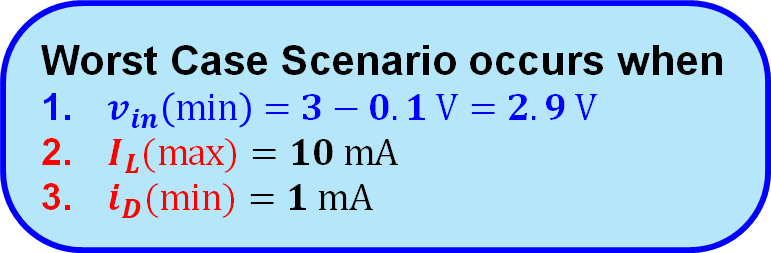 Worst Case Scenario occurs when
1. v_in(min) = 3 − 0.1 V = 2.9 V
2. I_L(max) = 10 mA
3. i_D(min) = 1 mA